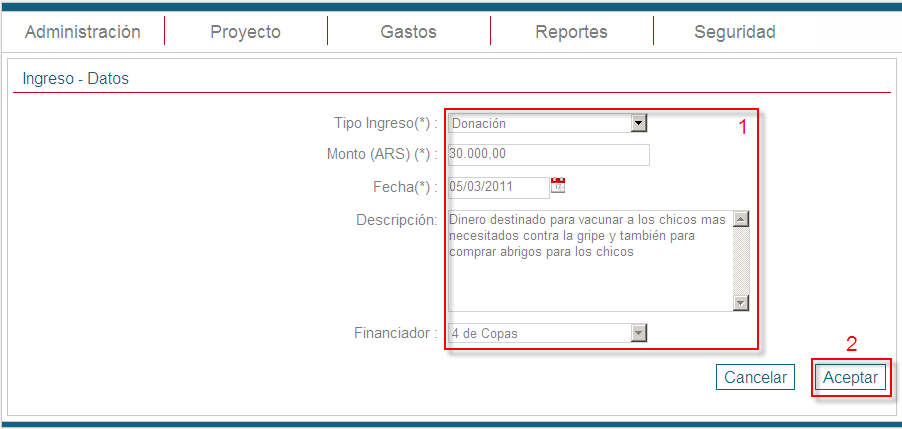 Administración Proyecto Gastos Reportes Seguridad
Ingreso - Datos
Tipo Ingreso(*) : Donación 1
Monto (ARS) (*) : 30.000,00
Fecha(*) : 05/03/2011
Descripción: Dinero destinado para vacunar a los chicos mas
necesitados contra la gripe y también para
comprar abrigos para los chicos
Financiador : 4 de Copas
2
Cancelar Aceptar